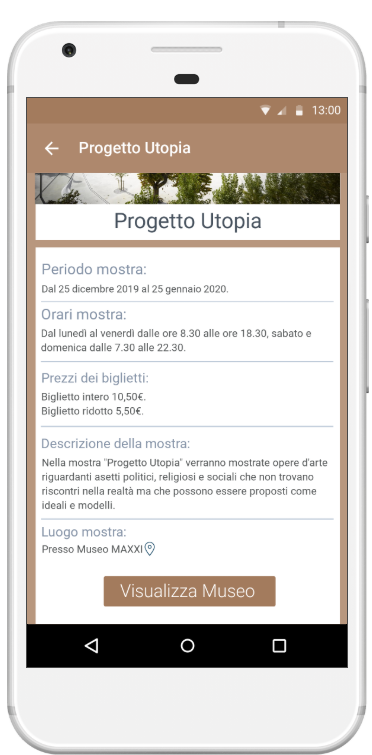 13:00
Progetto Utopia
Progetto Utopia
Periodo mostra:
Dal 25 dicembre 2019 al 25 gennaio 2020.
Orari mostra:
Dal lunedì al venerdì dalle ore 8.30 alle ore 18.30, sabato e
domenica dalle 7.30 alle 22.30.
Prezzi dei biglietti:
Biglietto intero 10,50€.
Biglietto ridotto 5,50€.
Descrizione della mostra:
Nella mostra "Progetto Utopia" verranno mostrate opere d'arte
riguardanti asetti politici, religiosi e sociali che non trovano
riscontri nella realtà ma che possono essere proposti come
ideali e modelli.
Luogo mostra:
Presso Museo MAXXI
Visualizza Museo